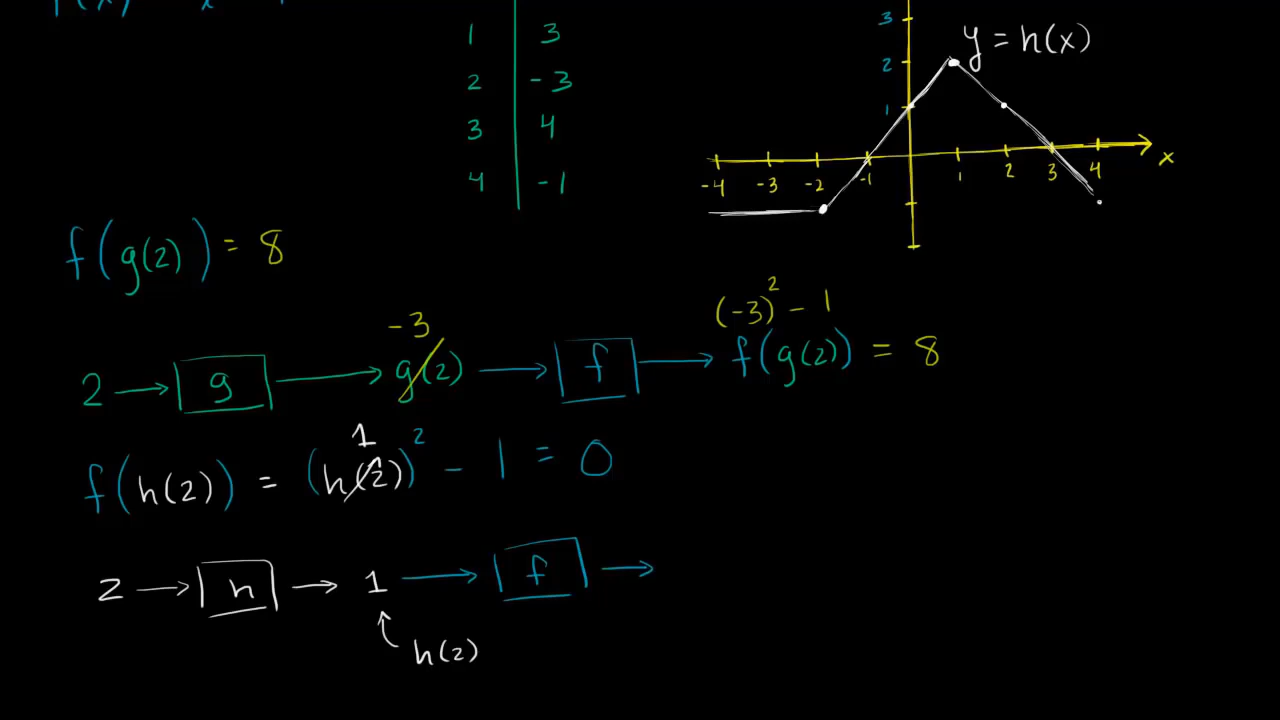 1 3
2 -3
3 4
4 -1
3
2
1
y = h(x)
-4 -3 -2 -1 1 2 3 4 x
f(g(2)) = 8
-3
(-3)² - 1
2 → g → g(2) → f → f(g(2)) = 8
1
f(h(2)) = (h(2))² - 1 = 0
2 → h → 1 → f →
h(2)